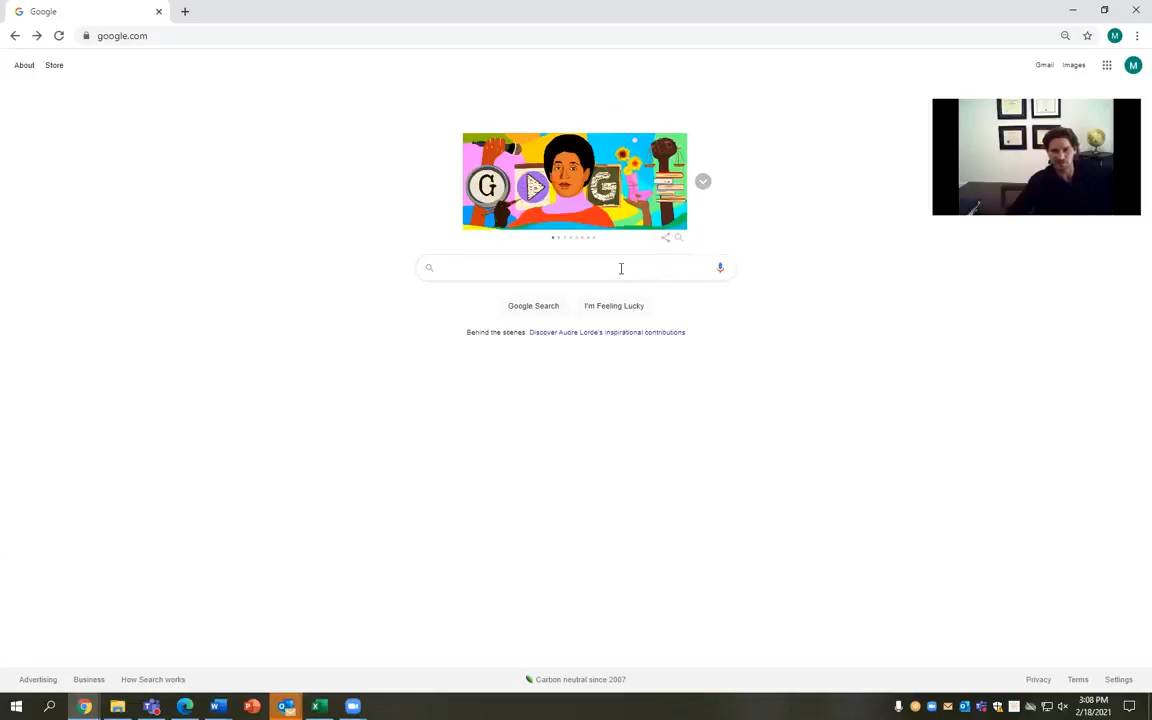 Google
google.com
About
Store
Gmail
Images
M
M
G
G
Google Search
I'm Feeling Lucky
Behind the scenes: Discover Audre Lorde's inspirational contributions
Advertising
Business
How Search works
Carbon neutral since 2007
Privacy
Terms
Settings
3:08 PM
2/18/2021